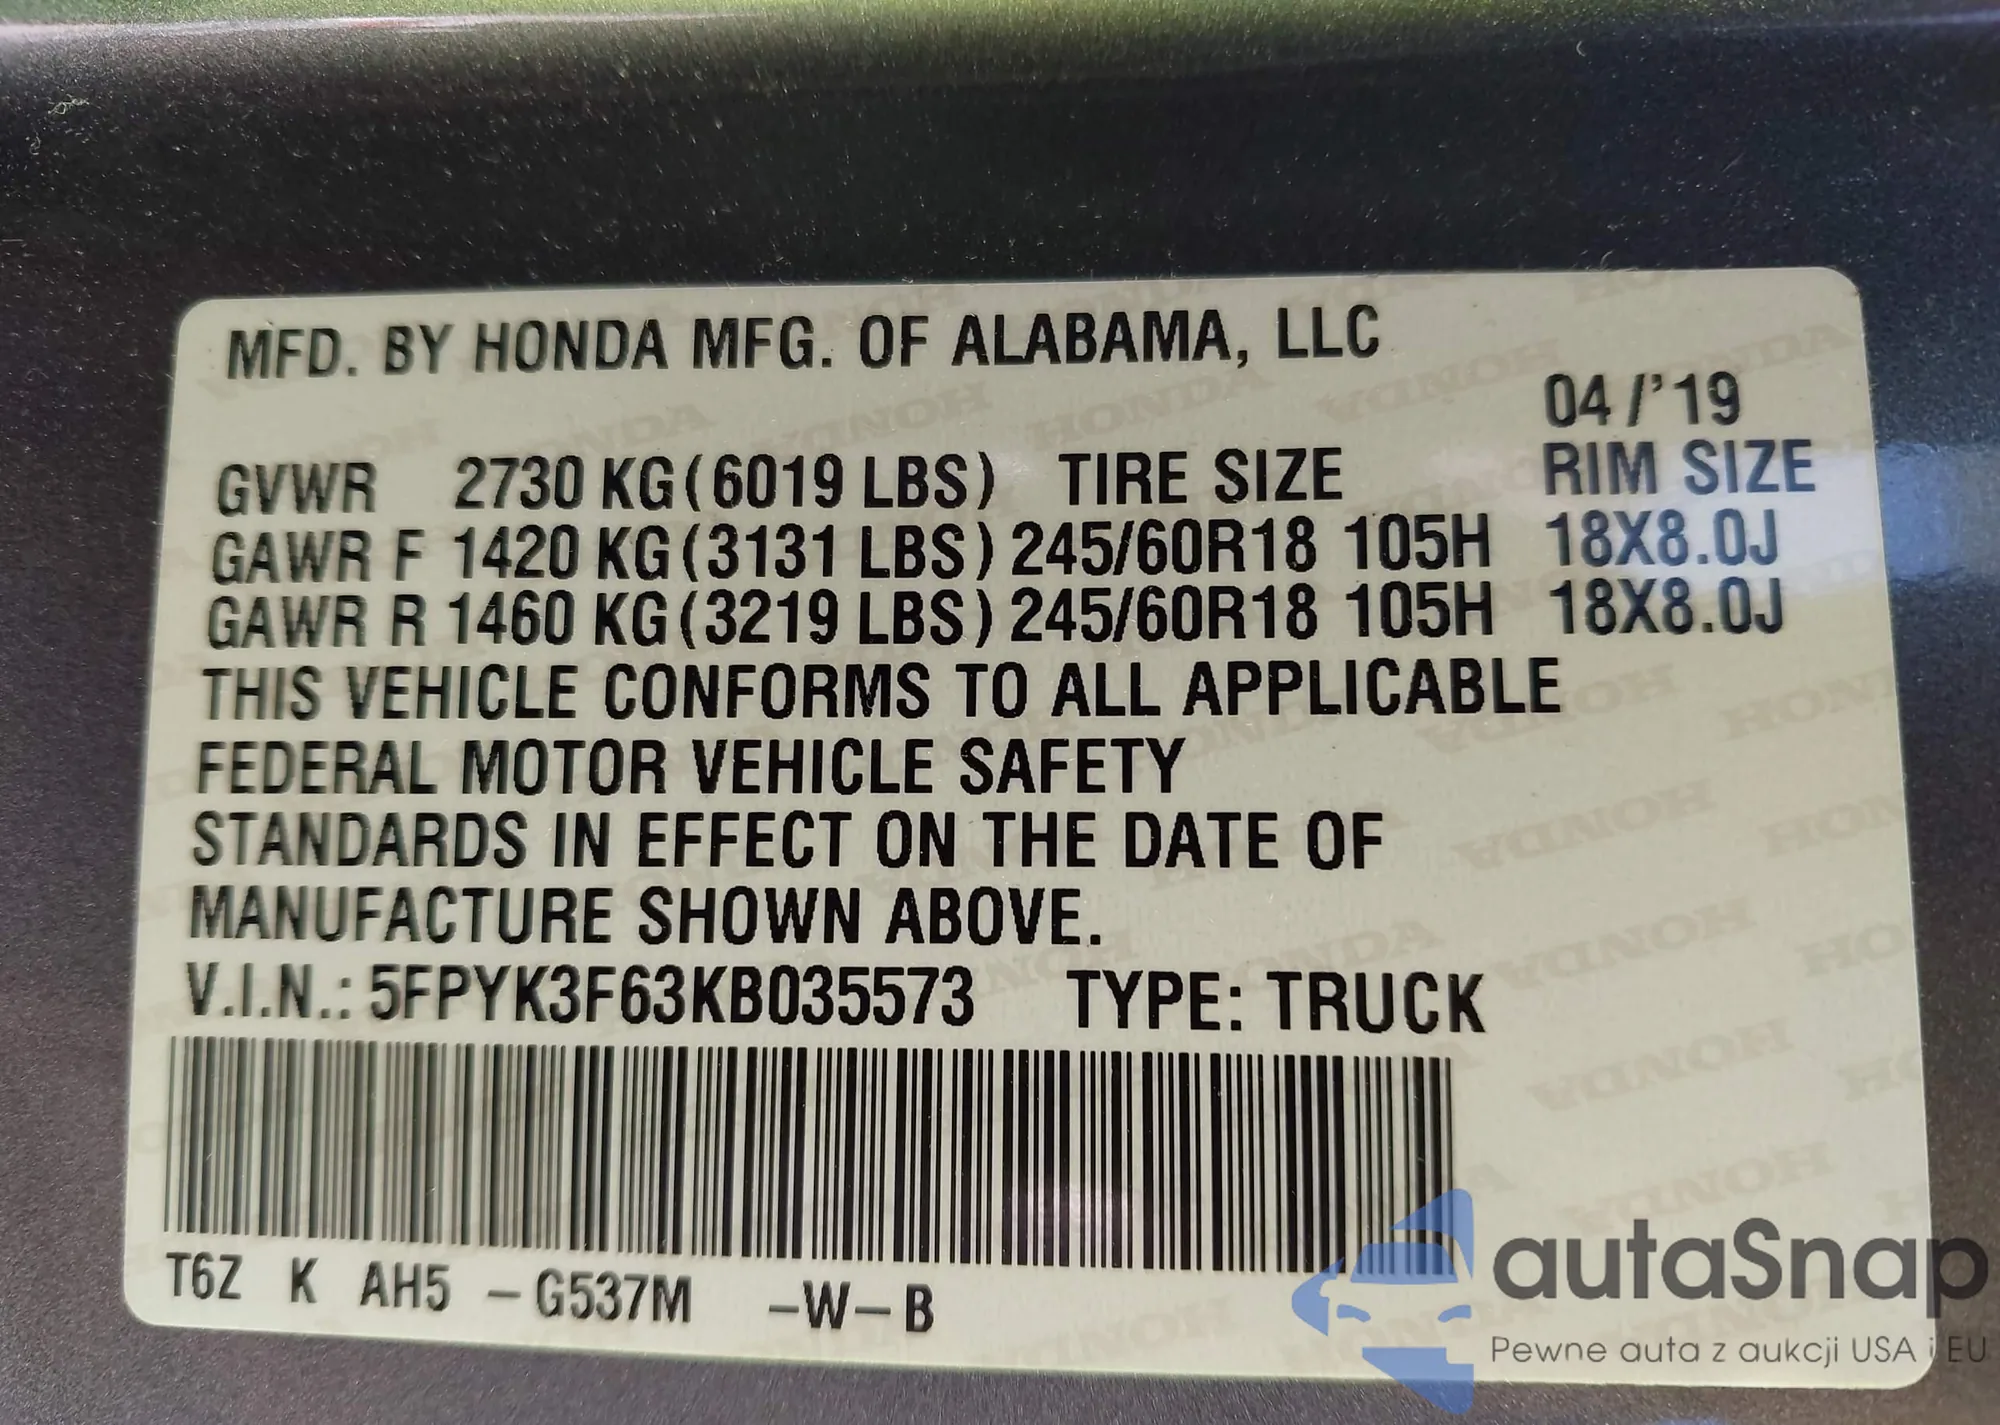 MFD. BY HONDA MFG. OF ALABAMA, LLC
04/'19
GVWR 2730 KG(6019 LBS) TIRE SIZE RIM SIZE
GAWR F 1420 KG(3131 LBS) 245/60R18 105H 18X8.0J
GAWR R 1460 KG(3219 LBS) 245/60R18 105H 18X8.0J
THIS VEHICLE CONFORMS TO ALL APPLICABLE
FEDERAL MOTOR VEHICLE SAFETY
STANDARDS IN EFFECT ON THE DATE OF
MANUFACTURE SHOWN ABOVE.
V.I.N.: 5FPYK3F63KB035573 TYPE: TRUCK
T6Z K AH5 -G537M -W-B
autaSnap
Pewne auta z aukcji USA i EU